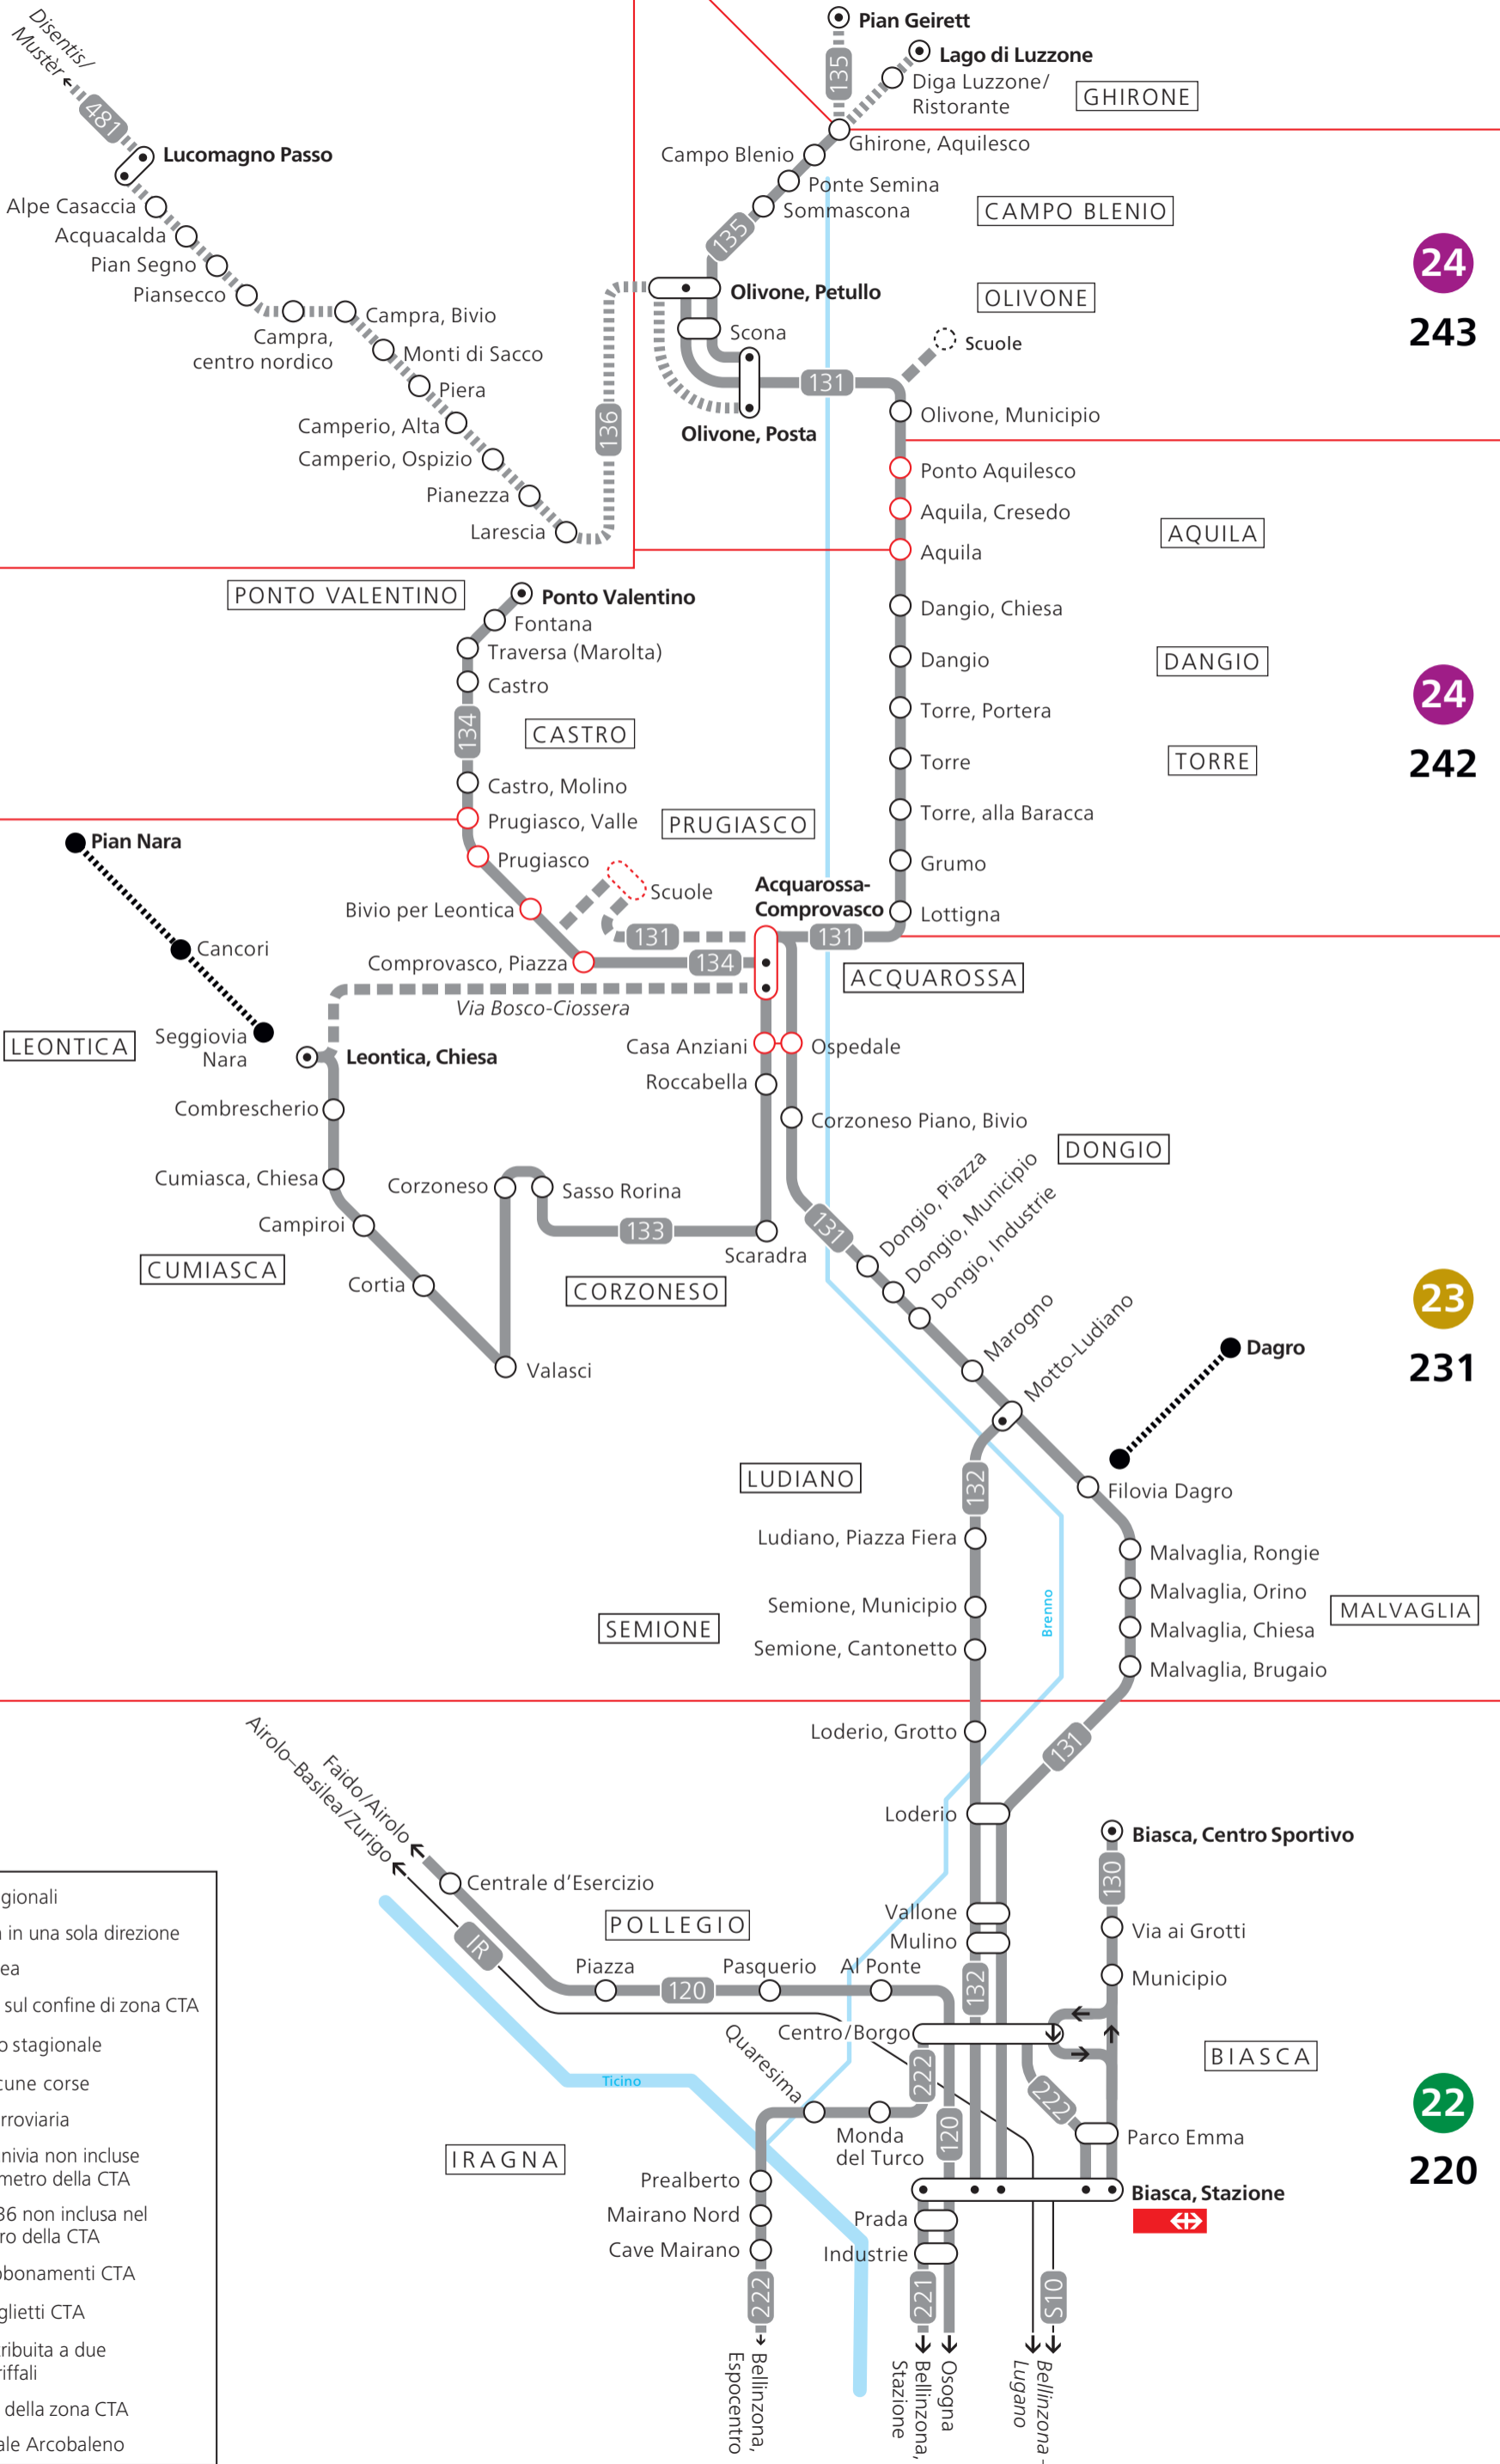 Disentis/
Mustèr
481
Lucomagno Passo
Alpe Casaccia
Acquacalda
Pian Segno
Piansecco
Campra,
centro nordico
Campra, Bivio
Monti di Sacco
Piera
Camperio, Alta
Camperio, Ospizio
Pianezza
Larescia
136
Pian Geirett
135
Lago di Luzzone
Diga Luzzone/
Ristorante
GHIRONE
Ghirone, Aquilesco
Campo Blenio
Ponte Semina
Sommascona
CAMPO BLENIO
135
24
243
Olivone, Petullo
OLIVONE
Scona
Scuole
131
Olivone, Posta
Olivone, Municipio
Ponto Aquilesco
Aquila, Cresedo
Aquila
AQUILA
Dangio, Chiesa
Dangio
DANGIO
Torre, Portera
Torre
TORRE
Torre, alla Baracca
Grumo
Lottigna
24
242
PONTO VALENTINO
Ponto Valentino
Fontana
Traversa (Marolta)
Castro
134
CASTRO
Castro, Molino
Prugiasco, Valle
PRUGIASCO
Prugiasco
Scuole
Bivio per Leontica
131
Comprovasco, Piazza
134
Acquarossa-
Comprovasco
131
ACQUAROSSA
Via Bosco-Ciossera
Pian Nara
Cancori
Seggiovia
Nara
LEONTICA
Leontica, Chiesa
Combrescherio
Cumiasca, Chiesa
Campiroi
CUMIASCA
Cortia
Valasci
Corzoneso
Sasso Rorina
133
CORZONESO
Scaradra
Casa Anziani
Ospedale
Roccabella
Corzoneso Piano, Bivio
DONGIO
131
Dongio, Piazza
Dongio, Municipio
Dongio, Industrie
Marogno
Motto-Ludiano
23
231
Dagro
Filovia Dagro
132
LUDIANO
Ludiano, Piazza Fiera
Semione, Municipio
SEMIONE
Semione, Cantonetto
Brenno
Malvaglia, Rongie
Malvaglia, Orino
Malvaglia, Chiesa
Malvaglia, Brugaio
MALVAGLIA
Loderio, Grotto
131
Loderio
Vallone
Mulino
132
Biasca, Centro Sportivo
130
Via ai Grotti
Municipio
Faido/Airolo
Airolo–Basilea/Zurigo
Centrale d'Esercizio
IR
POLLEGIO
Piazza
120
Pasquerio
Al Ponte
Centro/Borgo
BIASCA
222
222
Quaresima
Monda
del Turco
120
Ticino
Parco Emma
22
220
IRAGNA
Prealberto
Mairano Nord
Cave Mairano
222
Bellinzona,
Espocentro
Biasca, Stazione
Prada
Industrie
221
S10
Bellinzona,
Stazione
Osogna
Bellinzona -
Lugano
gionali
in una sola direzione
ea
sul confine di zona CTA
o stagionale
cune corse
rroviaria
nivia non incluse
metro della CTA
36 non inclusa nel
ro della CTA
bbonamenti CTA
glietti CTA
tribuita a due
riffali
della zona CTA
ale Arcobaleno